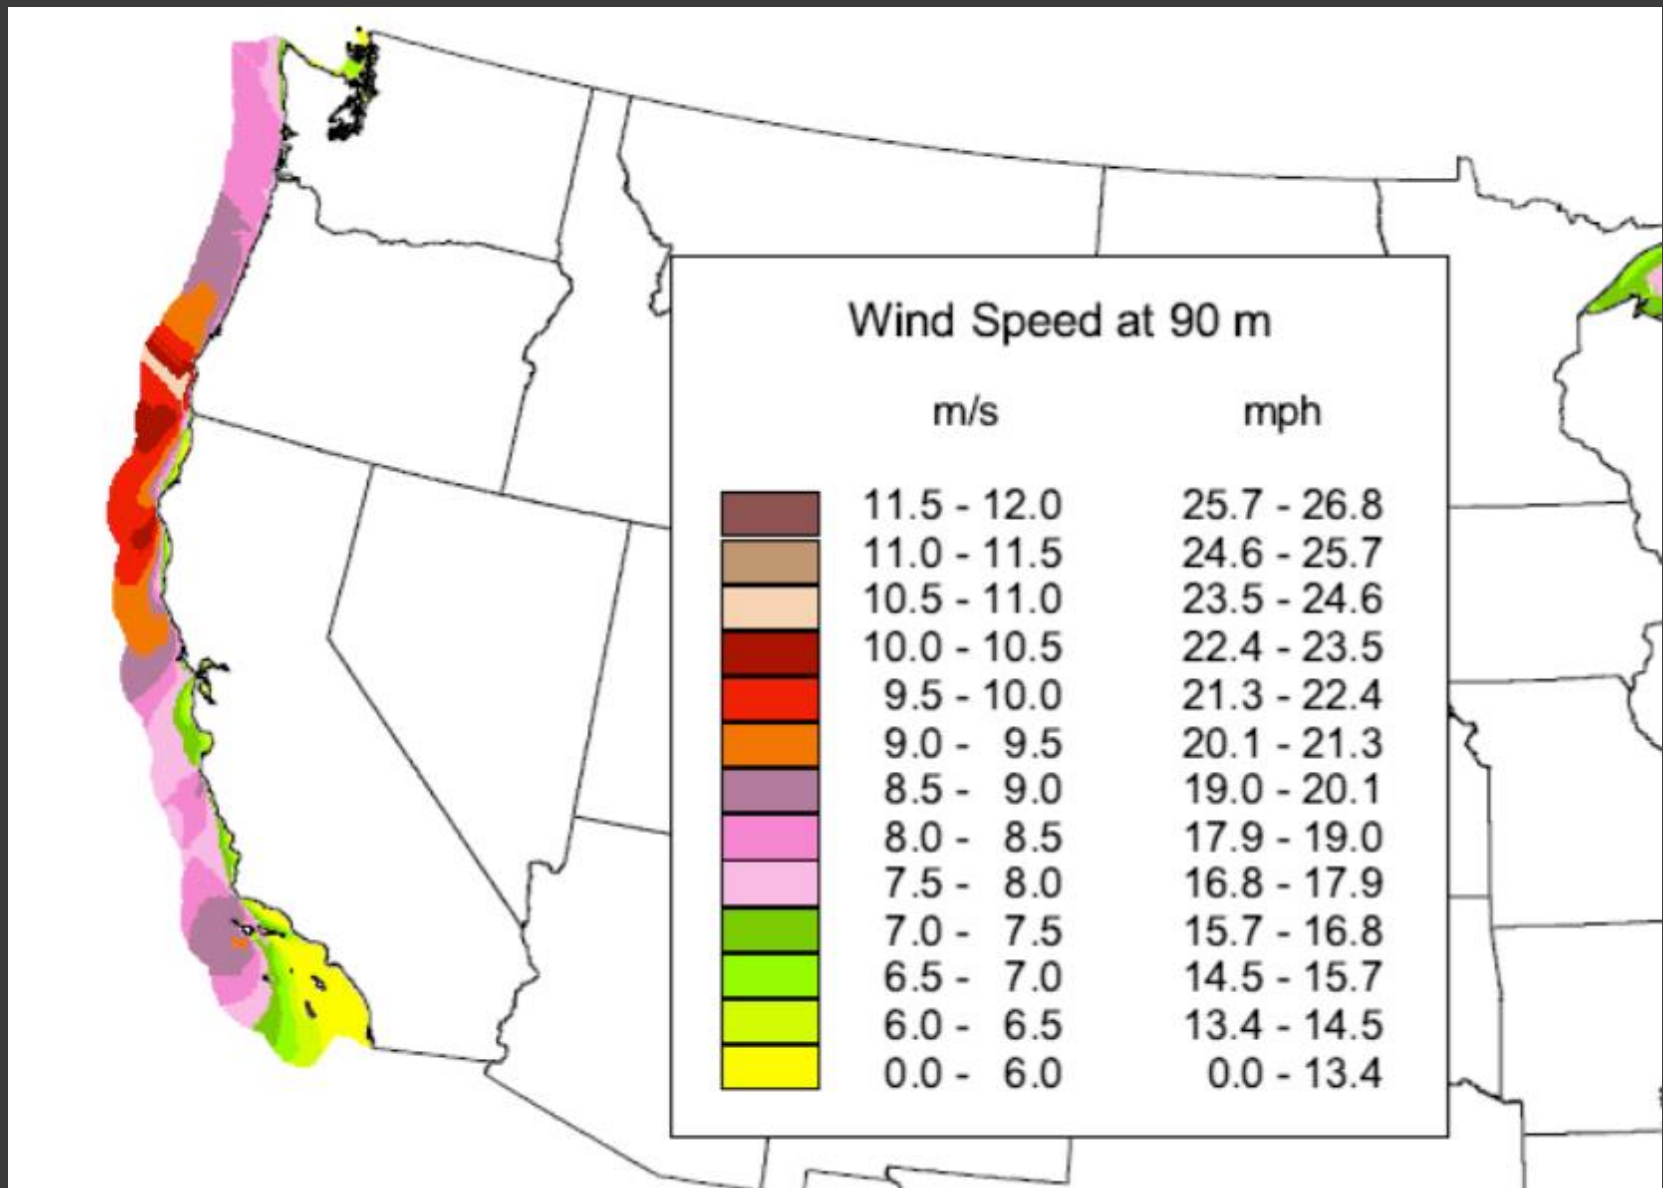 Wind Speed at 90 m
m/s mph
11.5 - 12.0 25.7 - 26.8
11.0 - 11.5 24.6 - 25.7
10.5 - 11.0 23.5 - 24.6
10.0 - 10.5 22.4 - 23.5
9.5 - 10.0 21.3 - 22.4
9.0 - 9.5 20.1 - 21.3
8.5 - 9.0 19.0 - 20.1
8.0 - 8.5 17.9 - 19.0
7.5 - 8.0 16.8 - 17.9
7.0 - 7.5 15.7 - 16.8
6.5 - 7.0 14.5 - 15.7
6.0 - 6.5 13.4 - 14.5
0.0 - 6.0 0.0 - 13.4